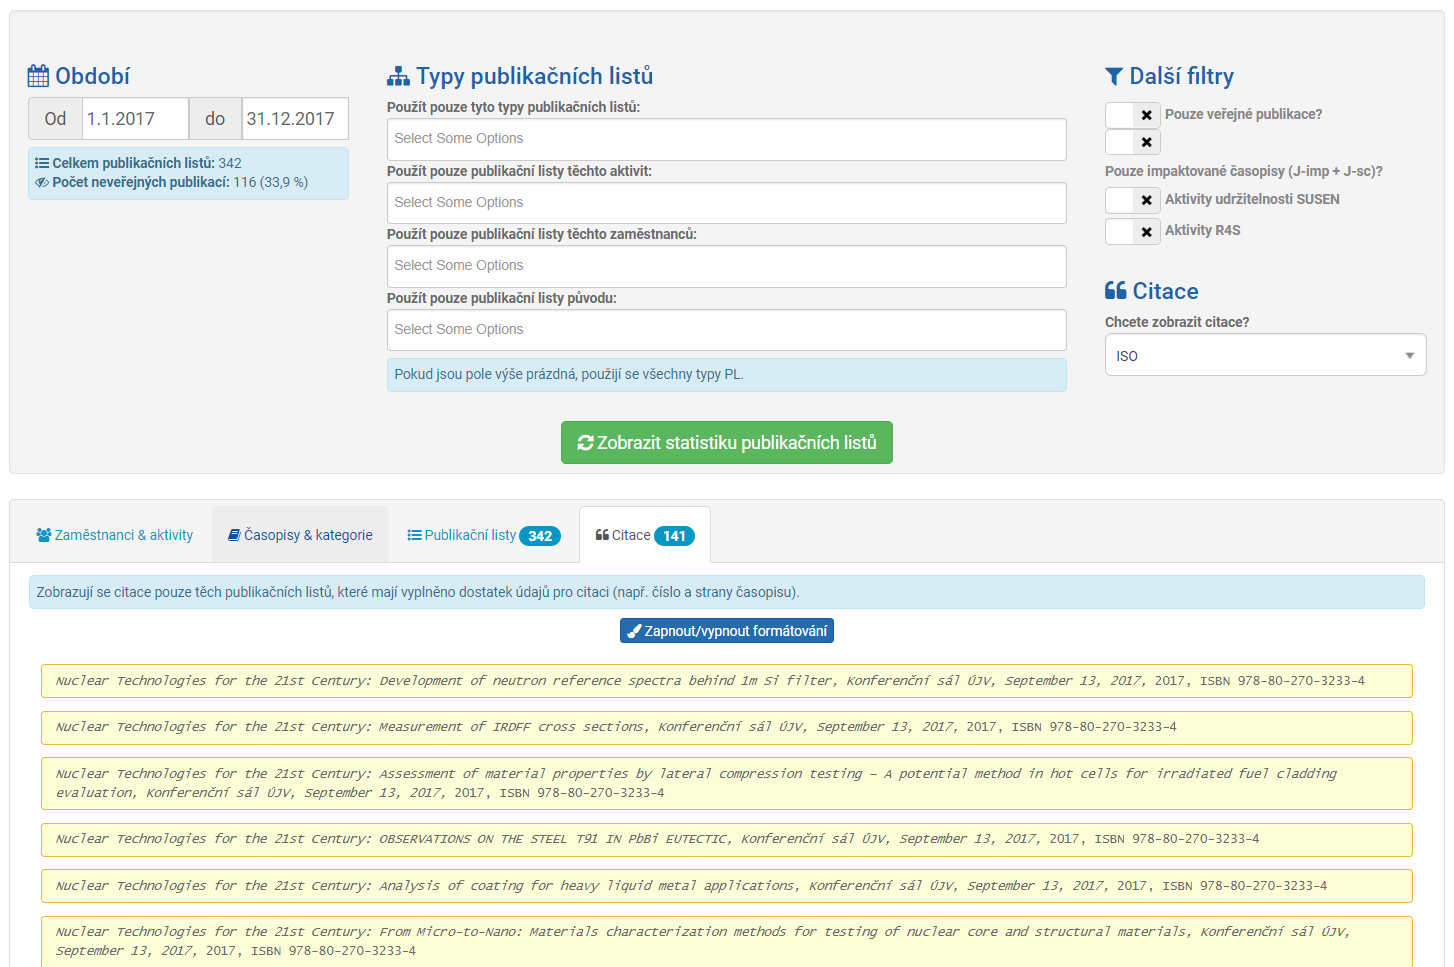 Období
Od 1.1.2017 do 31.12.2017
Celkem publikačních listů: 342
Počet neveřejných publikací: 116 (33,9 %)
Typy publikačních listů
Použít pouze tyto typy publikačních listů:
Select Some Options
Použít pouze publikační listy těchto aktivit:
Select Some Options
Použít pouze publikační listy těchto zaměstnanců:
Select Some Options
Použít pouze publikační listy původu:
Select Some Options
Pokud jsou pole výše prázdná, použijí se všechny typy PL.
Další filtry
Pouze veřejné publikace?
Pouze impaktované časopisy (J-imp + J-sc)?
Aktivity udržitelnosti SUSEN
Aktivity R4S
Citace
Chcete zobrazit citace?
ISO
Zobrazit statistiku publikačních listů
Zaměstnanci & aktivity Časopisy & kategorie Publikační listy 342 Citace 141
Zobrazují se citace pouze těch publikačních listů, které mají vyplněno dostatek údajů pro citaci (např. číslo a strany časopisu).
Zapnout/vypnout formátování
Nuclear Technologies for the 21st Century: Development of neutron reference spectra behind 1m Si filter, Konferenční sál ÚJV, September 13, 2017, 2017, ISBN 978-80-270-3233-4
Nuclear Technologies for the 21st Century: Measurement of IRDFF cross sections, Konferenční sál ÚJV, September 13, 2017, 2017, ISBN 978-80-270-3233-4
Nuclear Technologies for the 21st Century: Assessment of material properties by lateral compression testing – A potential method in hot cells for irradiated fuel cladding
evaluation, Konferenční sál ÚJV, September 13, 2017, 2017, ISBN 978-80-270-3233-4
Nuclear Technologies for the 21st Century: OBSERVATIONS ON THE STEEL T91 IN PbBi EUTECTIC, Konferenční sál ÚJV, September 13, 2017, 2017, ISBN 978-80-270-3233-4
Nuclear Technologies for the 21st Century: Analysis of coating for heavy liquid metal applications, Konferenční sál ÚJV, September 13, 2017, 2017, ISBN 978-80-270-3233-4
Nuclear Technologies for the 21st Century: From Micro-to-Nano: Materials characterization methods for testing of nuclear core and structural materials, Konferenční sál ÚJV,
September 13, 2017, 2017, ISBN 978-80-270-3233-4